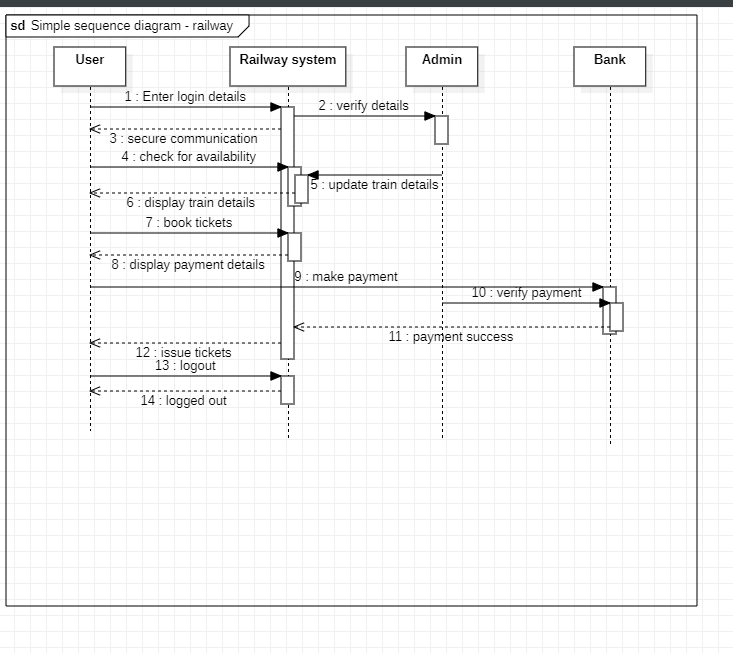 sd Simple sequence diagram - railway
User
Railway system
Admin
Bank
1 : Enter login details
2 : verify details
3 : secure communication
4 : check for availability
5 : update train details
6 : display train details
7 : book tickets
8 : display payment details
9 : make payment
10 : verify payment
11 : payment success
12 : issue tickets
13 : logout
14 : logged out